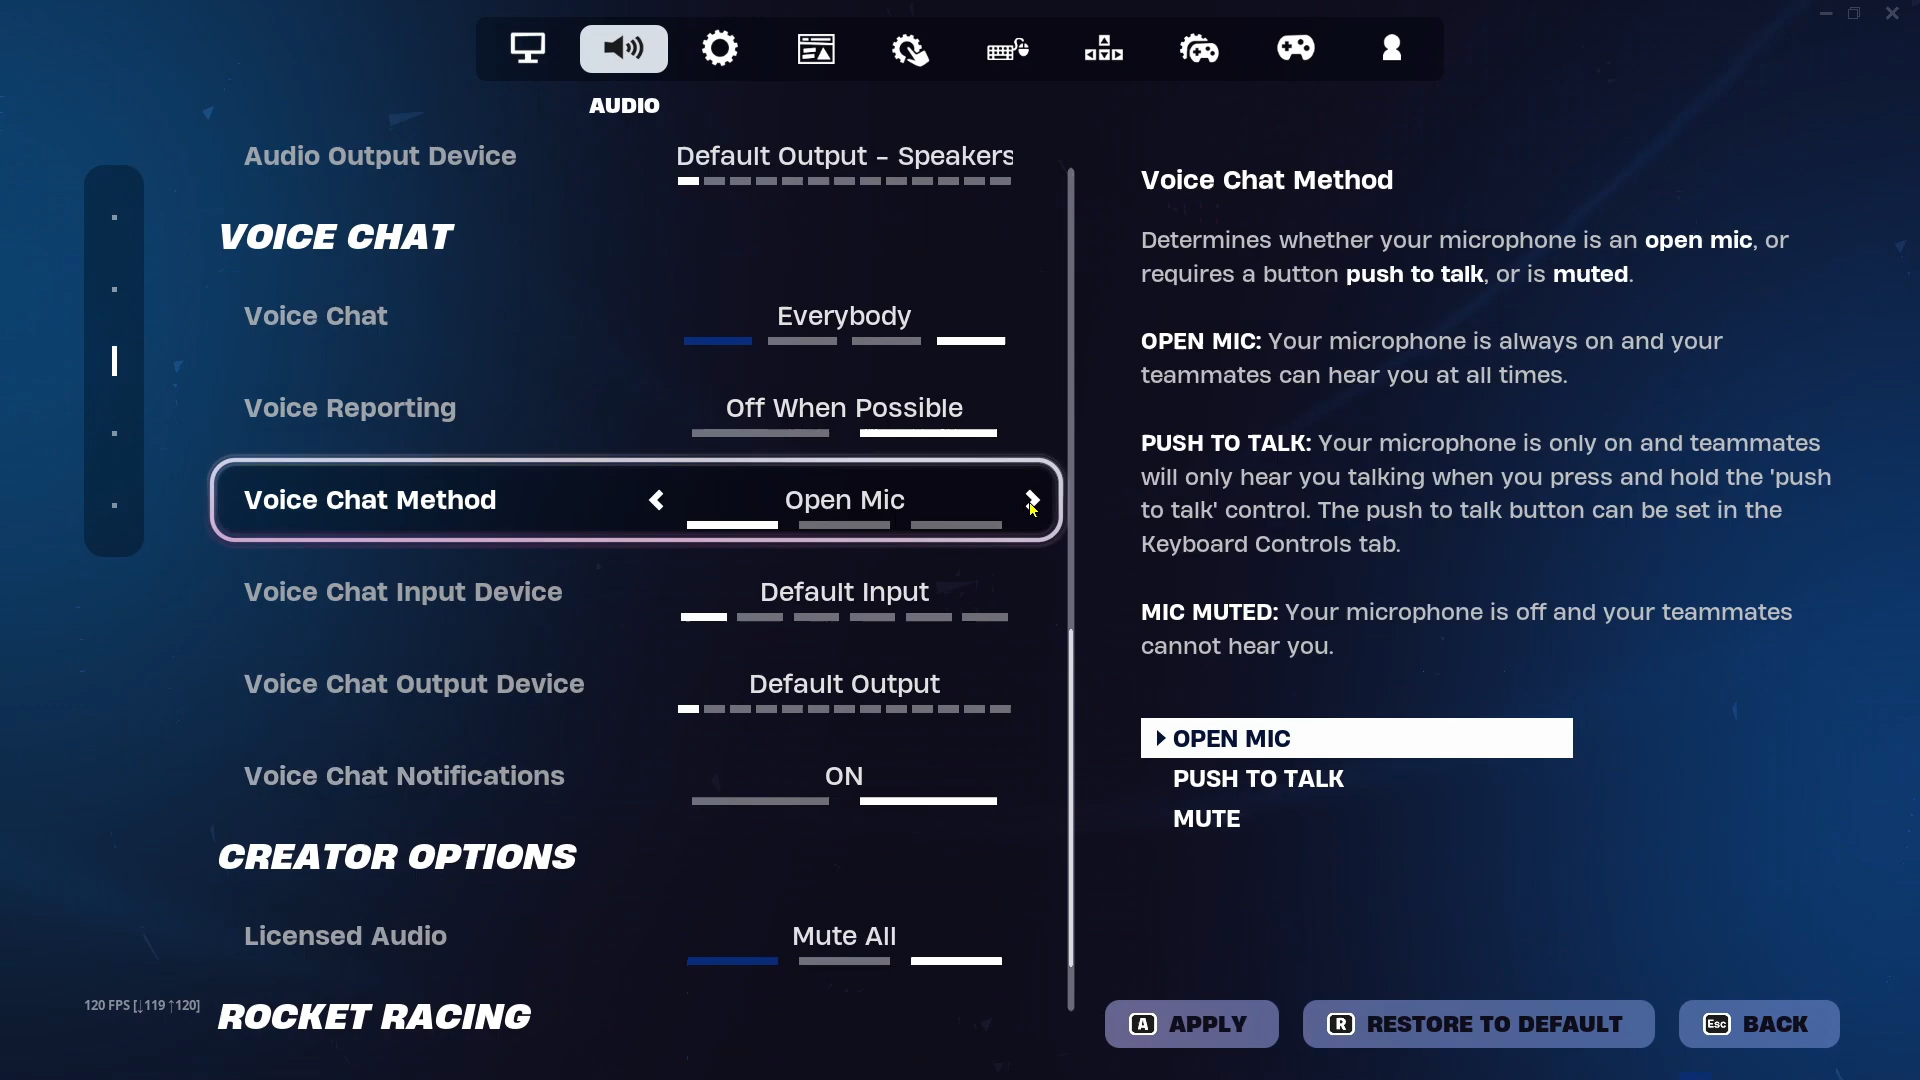 AUDIO
Audio Output Device
Default Output - Speakers
VOICE CHAT
Voice Chat
Everybody
Voice Reporting
Off When Possible
Voice Chat Method
Open Mic
Voice Chat Input Device
Default Input
Voice Chat Output Device
Default Output
Voice Chat Notifications
ON
CREATOR OPTIONS
Licensed Audio
Mute All
ROCKET RACING
120 FPS [↓119 ↑120]
Voice Chat Method
Determines whether your microphone is an open mic, or
requires a button push to talk, or is muted.
OPEN MIC: Your microphone is always on and your
teammates can hear you at all times.
PUSH TO TALK: Your microphone is only on and teammates
will only hear you talking when you press and hold the 'push
to talk' control. The push to talk button can be set in the
Keyboard Controls tab.
MIC MUTED: Your microphone is off and your teammates
cannot hear you.
OPEN MIC
PUSH TO TALK
MUTE
A APPLY
R RESTORE TO DEFAULT
Esc BACK